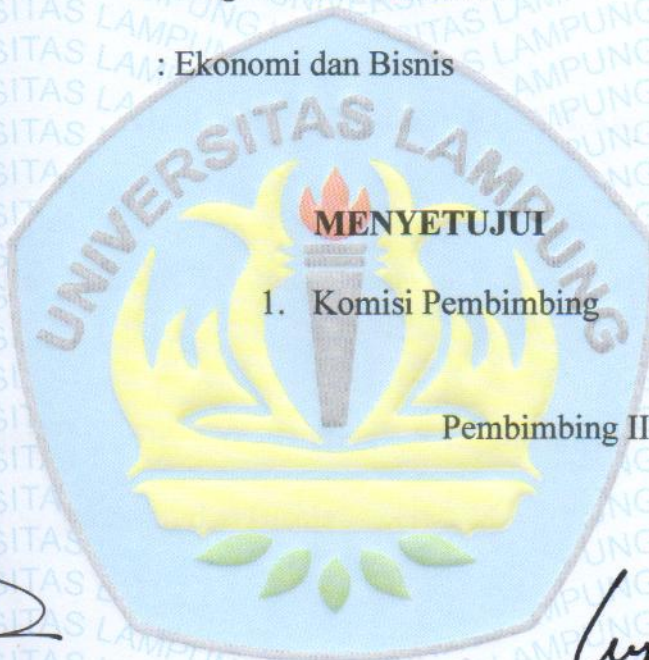 : Ekonomi dan Bisnis
UNIVERSITAS LAMPUNG
MENYETUJUI
1. Komisi Pembimbing
Pembimbing II